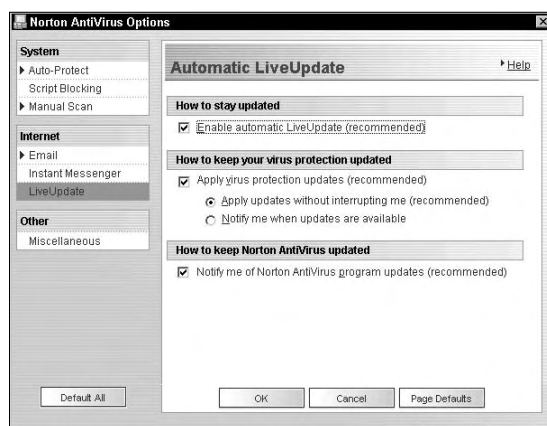 Norton AntiVirus Options
System
Auto-Protect
Script Blocking
Manual Scan
Internet
Email
Instant Messenger
LiveUpdate
Other
Miscellaneous
Default All
Automatic LiveUpdate
Help
How to stay updated
Enable automatic LiveUpdate (recommended)
How to keep your virus protection updated
Apply virus protection updates (recommended)
Apply updates without interrupting me (recommended)
Notify me when updates are available
How to keep Norton AntiVirus updated
Notify me of Norton AntiVirus program updates (recommended)
OK
Cancel
Page Defaults